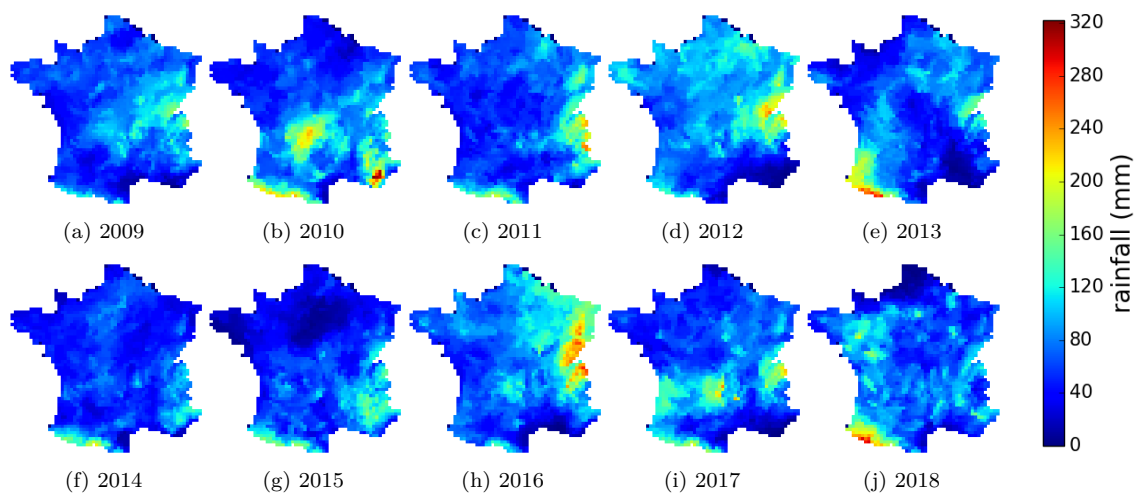 (a) 2009
(b) 2010
(c) 2011
(d) 2012
(e) 2013
(f) 2014
(g) 2015
(h) 2016
(i) 2017
(j) 2018
320
280
240
200
160
120
80
40
0
rainfall (mm)